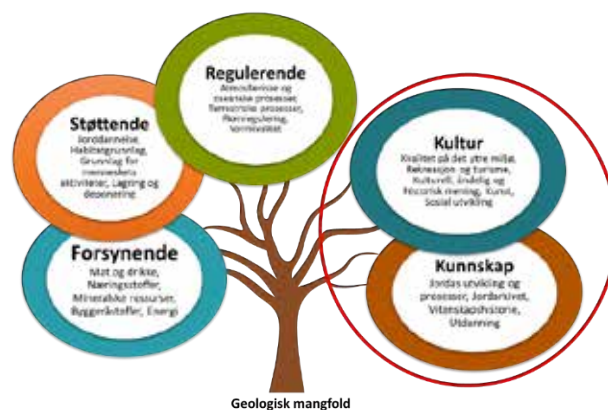 Regulerende
Atmosfæriske og
oseaniske prosesser,
Terrestriske prosesser,
Flomregulering,
Vannkvalitet
Støttende
Jorddannelse,
Habitatgrunnlag,
Grunnlag for
menneskets
aktiviteter, Lagring og
deponering
Kultur
Kvalitet på det ytre miljø,
Rekreasjon og turisme,
Kulturell, åndelig og
historisk mening, Kunst,
Sosial utvikling
Forsynende
Mat og drikke,
Næringsstoffer,
Mineralske ressurser,
Byggeråstoffer, Energi
Kunnskap
Jordas utvikling og
prosesser, Jordarkivet,
Vitenskapshistorie,
Utdanning
Geologisk mangfold